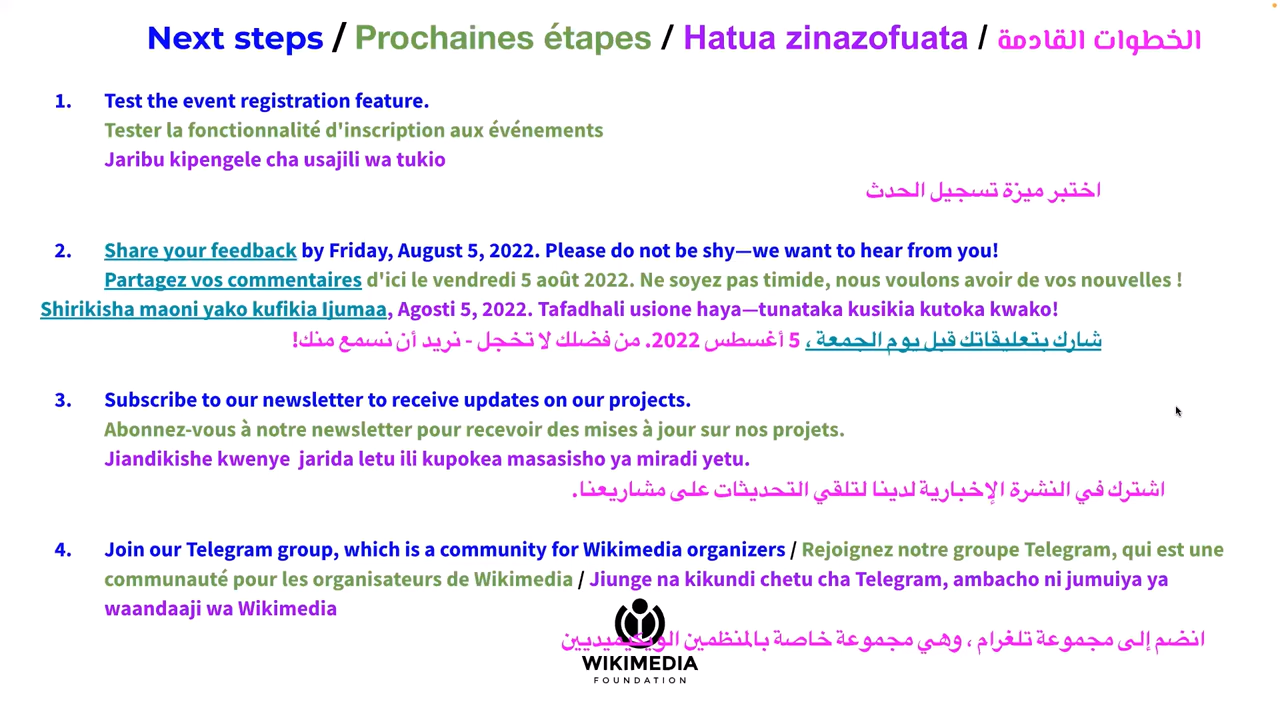 Next steps / Prochaines étapes / Hatua zinazofuata / الخطوات القادمة
1. Test the event registration feature.
Tester la fonctionnalité d'inscription aux événements
Jaribu kipengele cha usajili wa tukio
اختبر ميزة تسجيل الحدث
2. Share your feedback by Friday, August 5, 2022. Please do not be shy—we want to hear from you!
Partagez vos commentaires d'ici le vendredi 5 août 2022. Ne soyez pas timide, nous voulons avoir de vos nouvelles !
Shirikisha maoni yako kufikia Ijumaa, Agosti 5, 2022. Tafadhali usione haya—tunataka kusikia kutoka kwako!
شارك بتعليقاتك قبل يوم الجمعة ، 5 أغسطس 2022. من فضلك لا تخجل - نريد أن نسمع منك!
3. Subscribe to our newsletter to receive updates on our projects.
Abonnez-vous à notre newsletter pour recevoir des mises à jour sur nos projets.
Jiandikishe kwenye jarida letu ili kupokea masasisho ya miradi yetu.
اشترك في النشرة الإخبارية لدينا لتلقي التحديثات على مشاريعنا.
4. Join our Telegram group, which is a community for Wikimedia organizers / Rejoignez notre groupe Telegram, qui est une
communauté pour les organisateurs de Wikimedia / Jiunge na kikundi chetu cha Telegram, ambacho ni jumuiya ya
waandaaji wa Wikimedia
انضم إلى مجموعة تلغرام ، وهي مجموعة خاصة بالمنظمين الويكيميديين
WIKIMEDIA
FOUNDATION